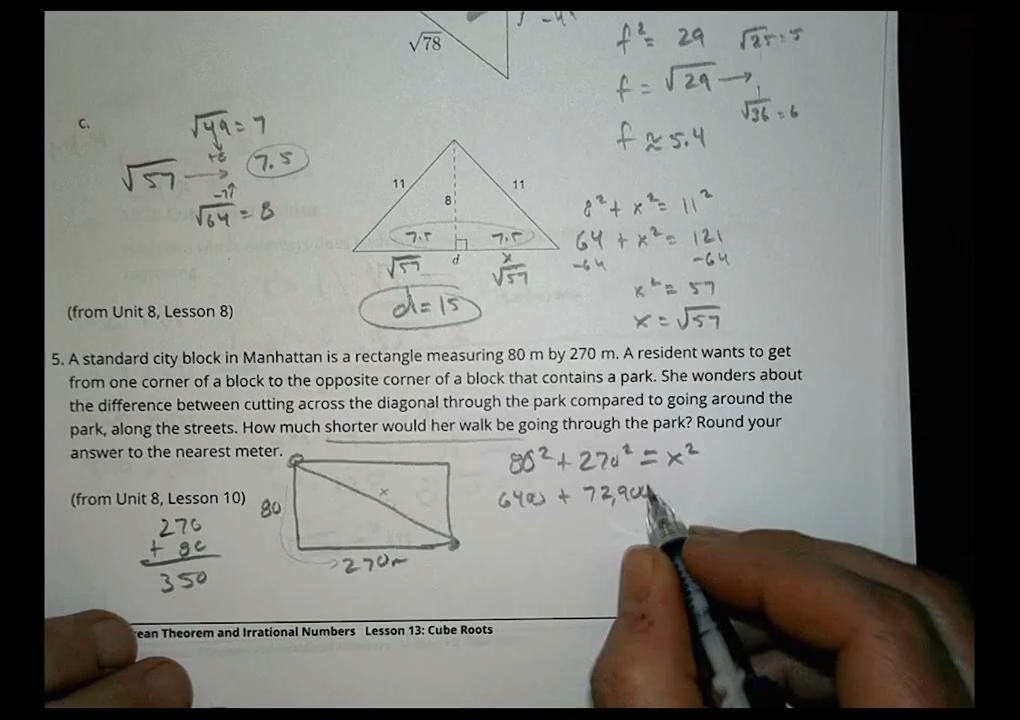 √78
f² = 29 √25 = 5
f = √29 →
√36 = 6
f ≈ 5.4
c.
√49 = 7
+8
√57 → 7.5
-7
√64 = 8
11 11
8
7.5 7.5
√57 d x
√57
d = 15
8² + x² = 11²
64 + x² = 121
-64 -64
x² = 57
x = √57
(from Unit 8, Lesson 8)
5. A standard city block in Manhattan is a rectangle measuring 80 m by 270 m. A resident wants to get
from one corner of a block to the opposite corner of a block that contains a park. She wonders about
the difference between cutting across the diagonal through the park compared to going around the
park, along the streets. How much shorter would her walk be going through the park? Round your
answer to the nearest meter.
(from Unit 8, Lesson 10)
270
+ 80
350
80
x
270m
80² + 270² = x²
6400 + 72,900
rean Theorem and Irrational Numbers Lesson 13: Cube Roots